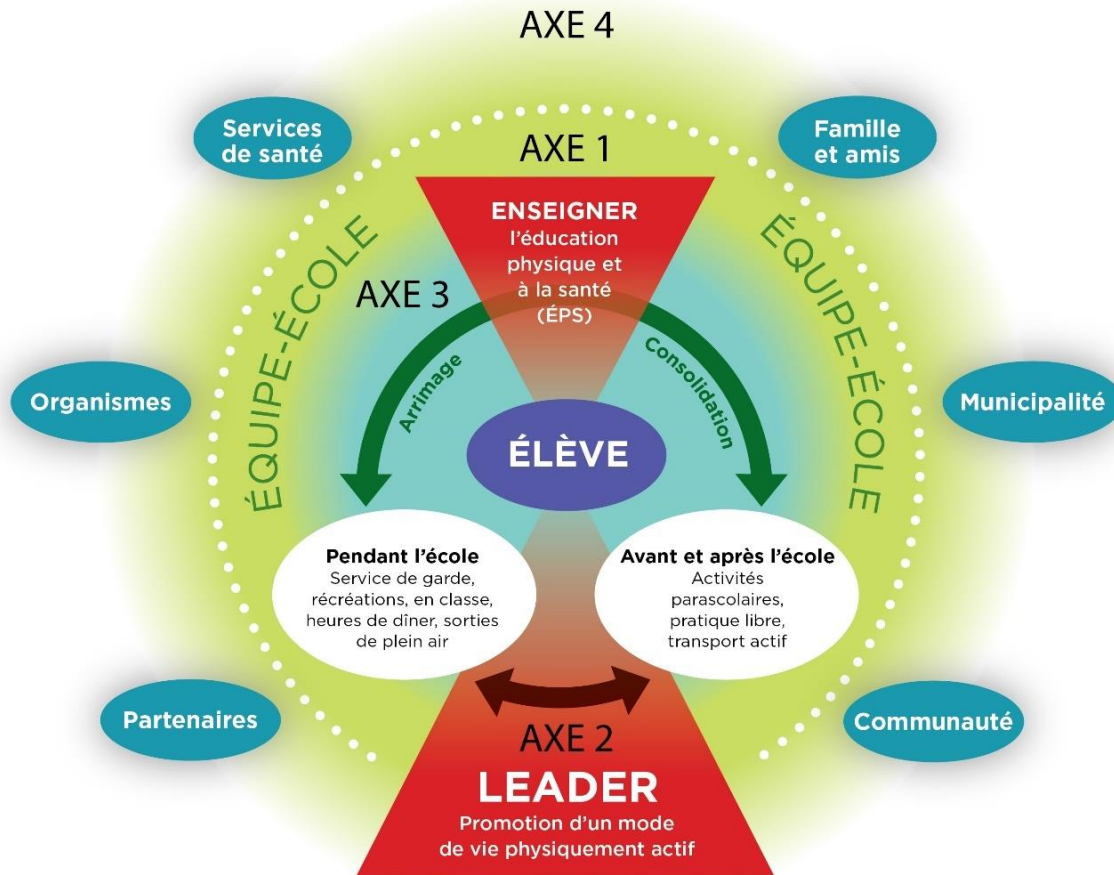 AXE 4
Services
de santé
Famille
et amis
AXE 1
ENSEIGNER
l'éducation
physique et
à la santé
(ÉPS)
ÉQUIPE-ÉCOLE
ÉQUIPE-ÉCOLE
AXE 3
Arrimage
Consolidation
Organismes
Municipalité
ÉLÈVE
Pendant l'école
Service de garde,
récréations, en classe,
heures de dîner, sorties
de plein air
Avant et après l'école
Activités
parascolaires,
pratique libre,
transport actif
Partenaires
Communauté
AXE 2
LEADER
Promotion d'un mode
de vie physiquement actif